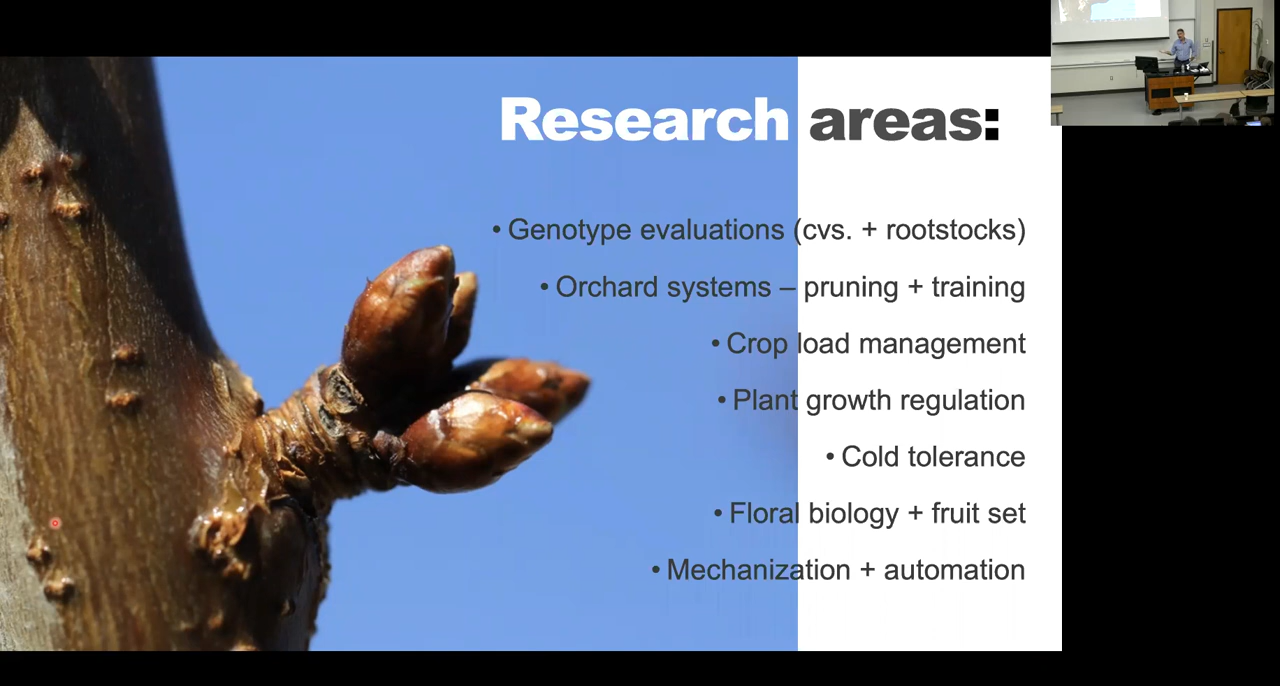 Research areas:
• Genotype evaluations (cvs. + rootstocks)
• Orchard systems – pruning + training
• Crop load management
• Plant growth regulation
• Cold tolerance
• Floral biology + fruit set
• Mechanization + automation